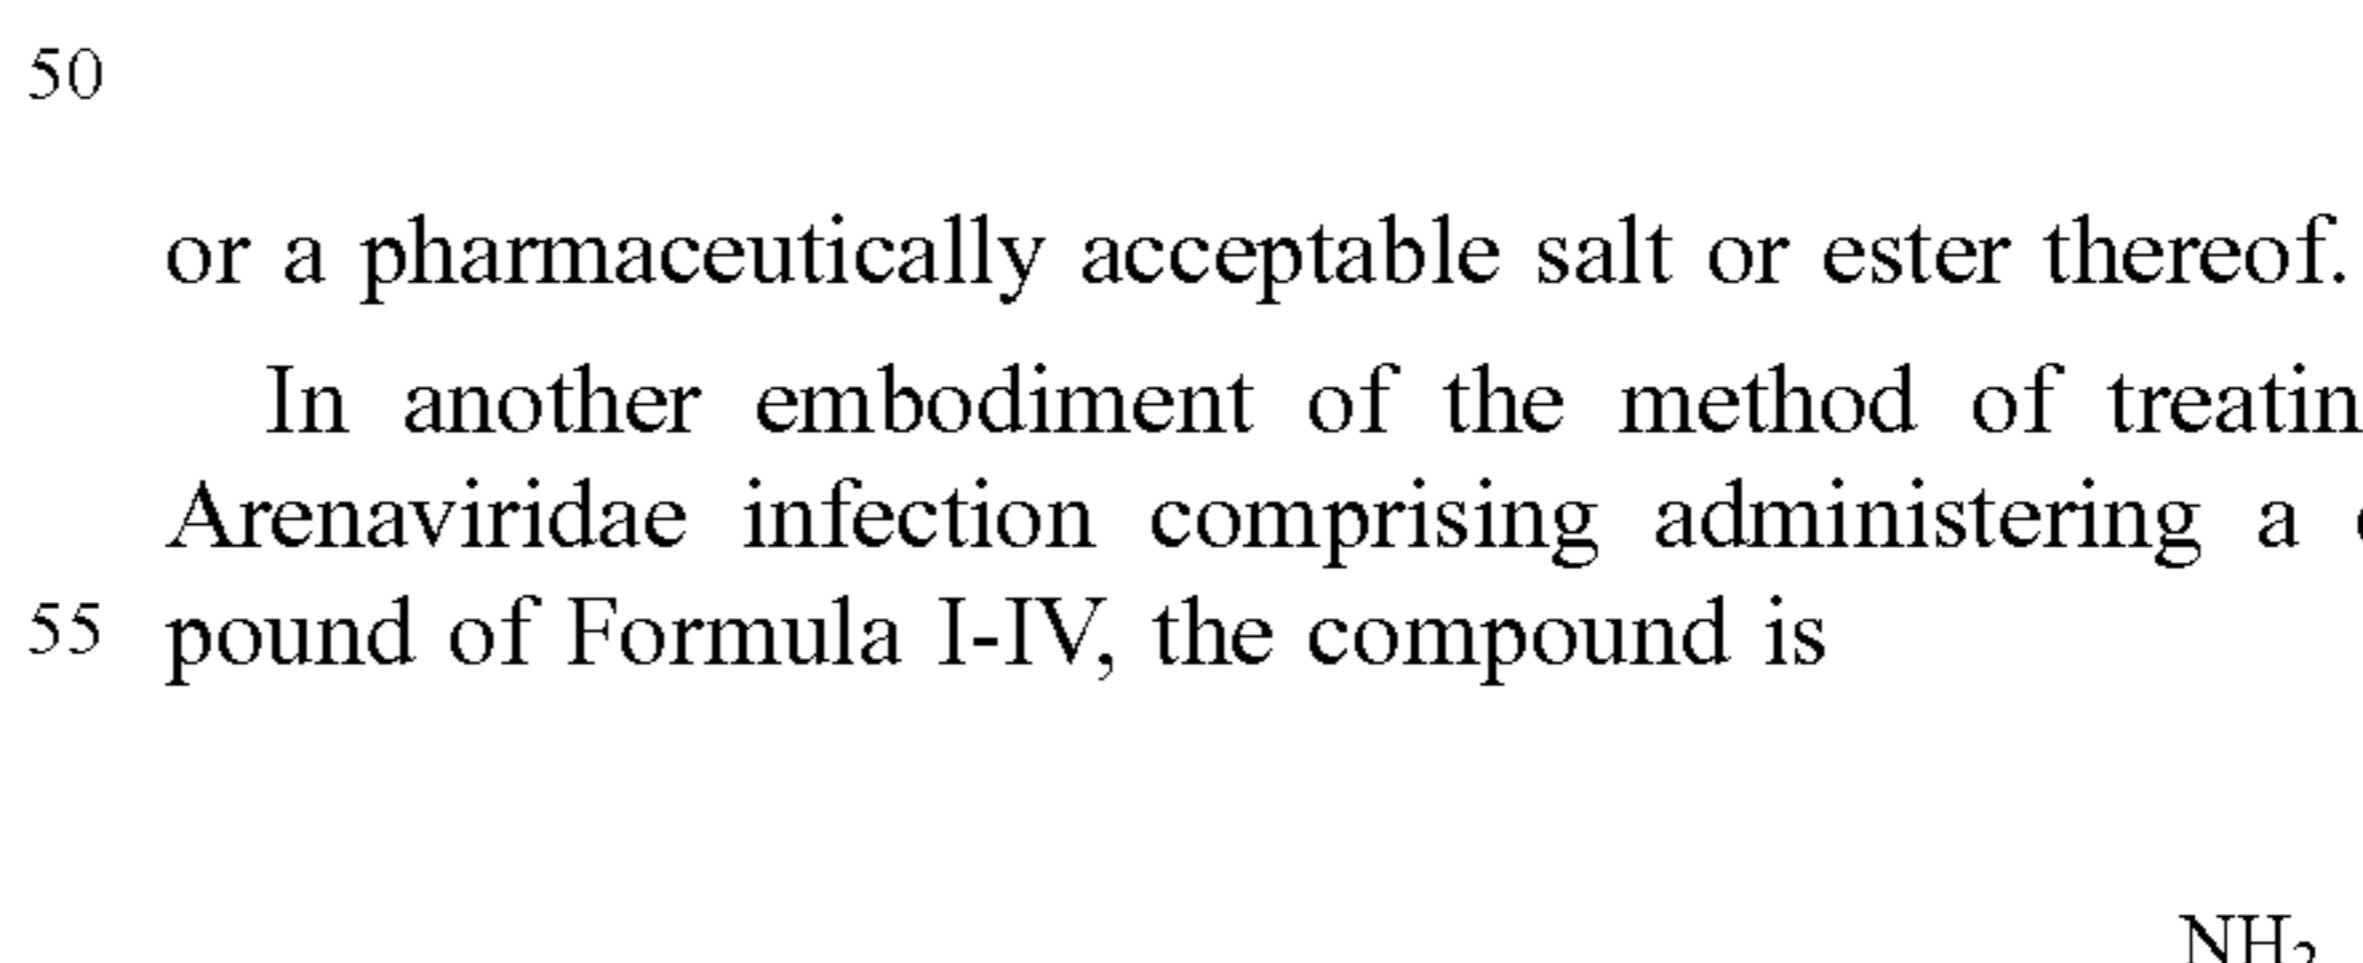 50
or a pharmaceutically acceptable salt or ester thereof.
In another embodiment of the method of
Arenaviridae infection comprising administering a
55 pound of Formula I-IV, the compound is
NH₂